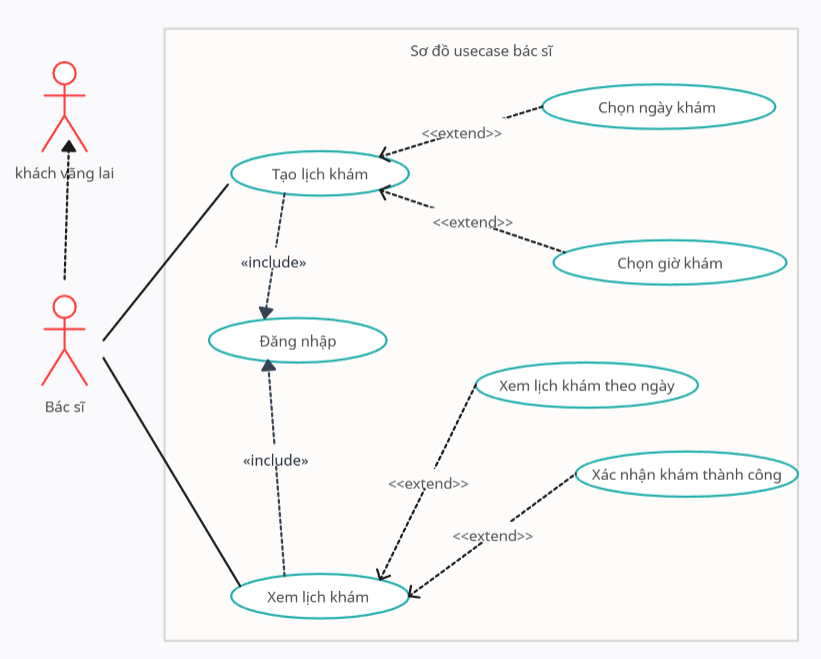 Sơ đồ usecase bác sĩ
Chọn ngày khám
<<extend>>
khách vãng lai
Tạo lịch khám
<<extend>>
«include»
Chọn giờ khám
Đăng nhập
Xem lịch khám theo ngày
Bác sĩ
«include»
Xác nhận khám thành công
<<extend>>
<<extend>>
Xem lịch khám